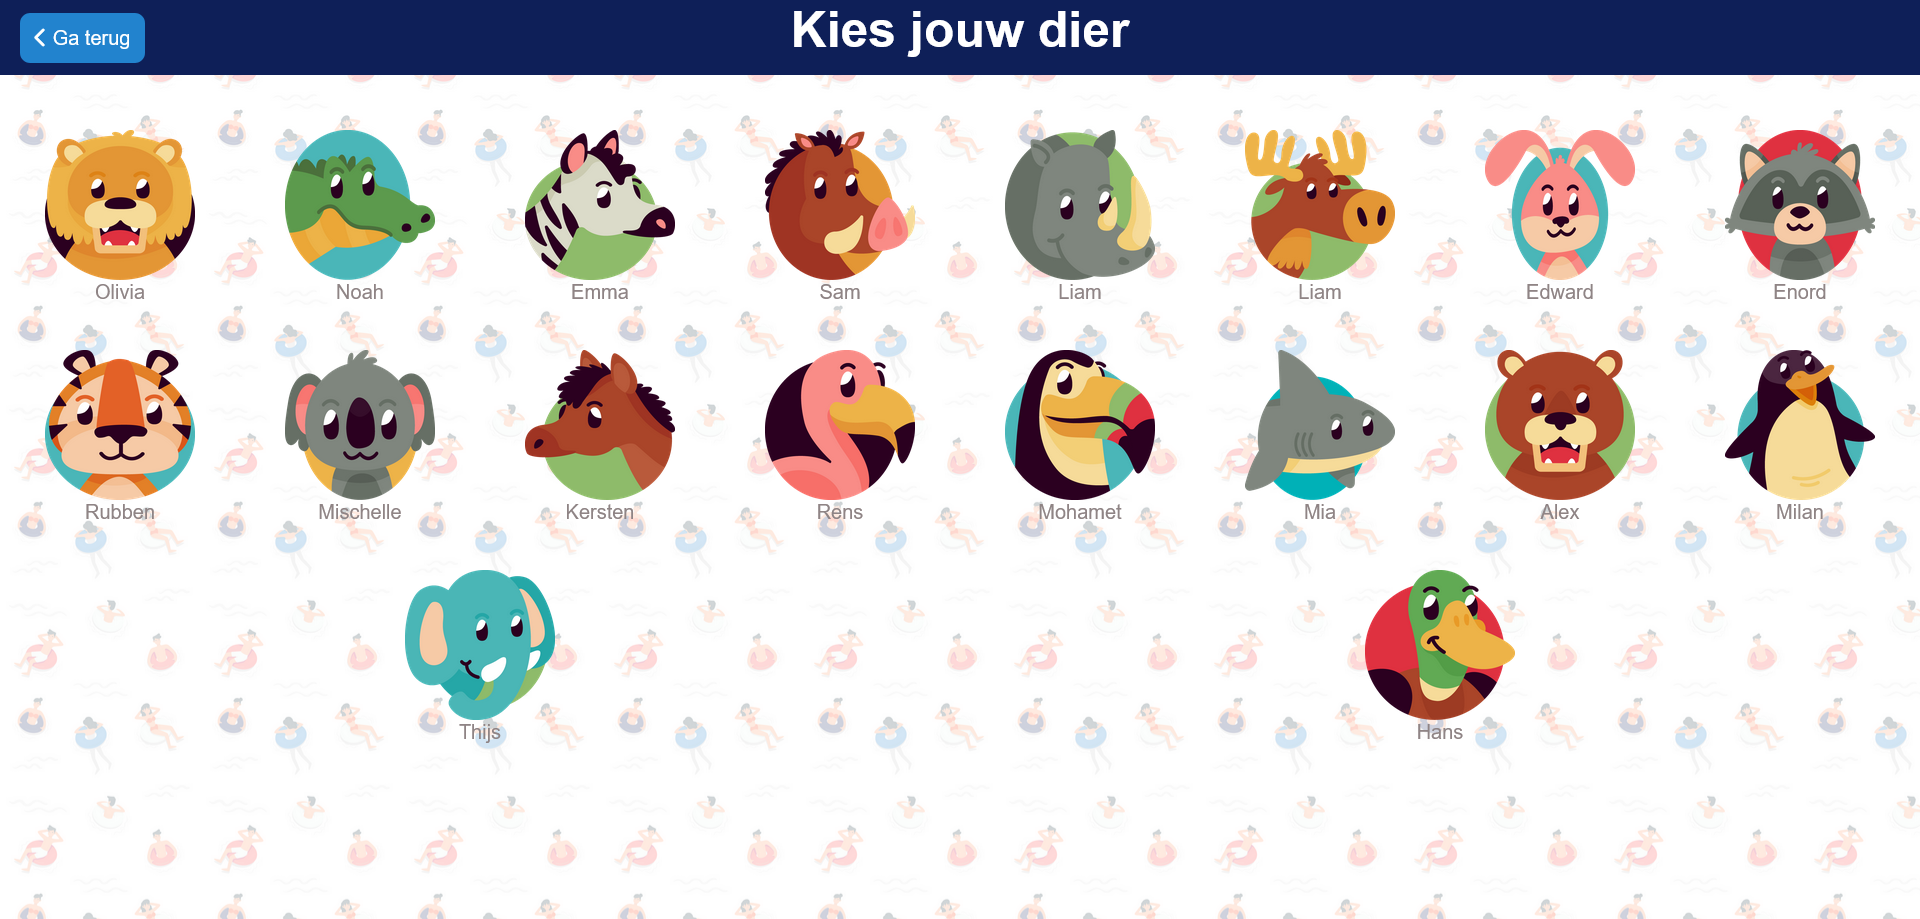 Ga terug
Kies jouw dier
Olivia
Noah
Emma
Sam
Liam
Liam
Edward
Enord
Rubben
Mischelle
Kersten
Rens
Mohamet
Mia
Alex
Milan
Thijs
Hans